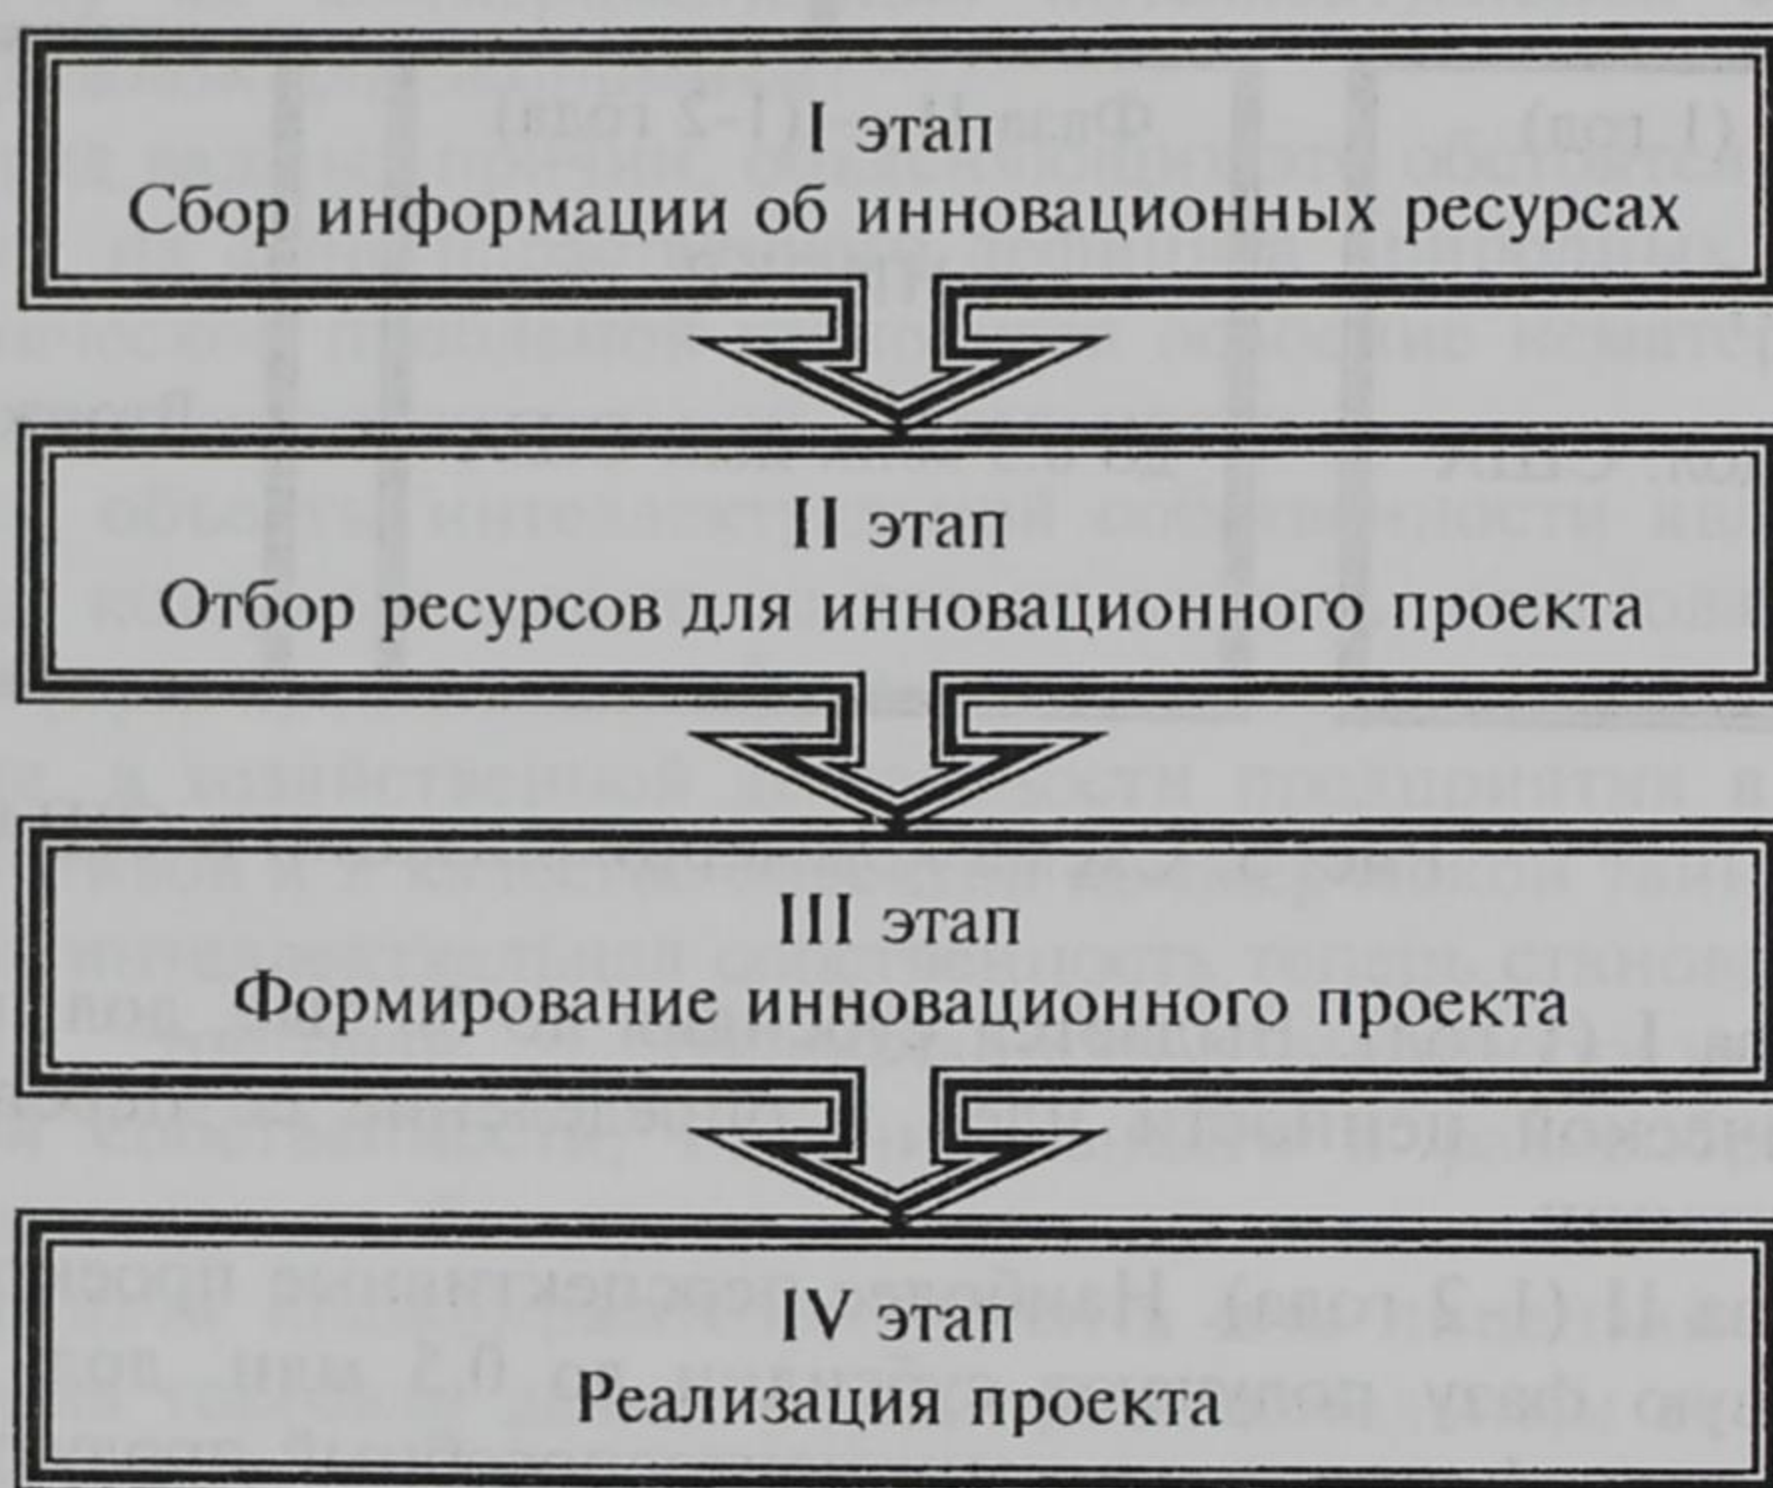 I этап
Сбор информации об инновационных ресурсах
II этап
Отбор ресурсов для инновационного проекта
III этап
Формирование инновационного проекта
IV этап
Реализация проекта